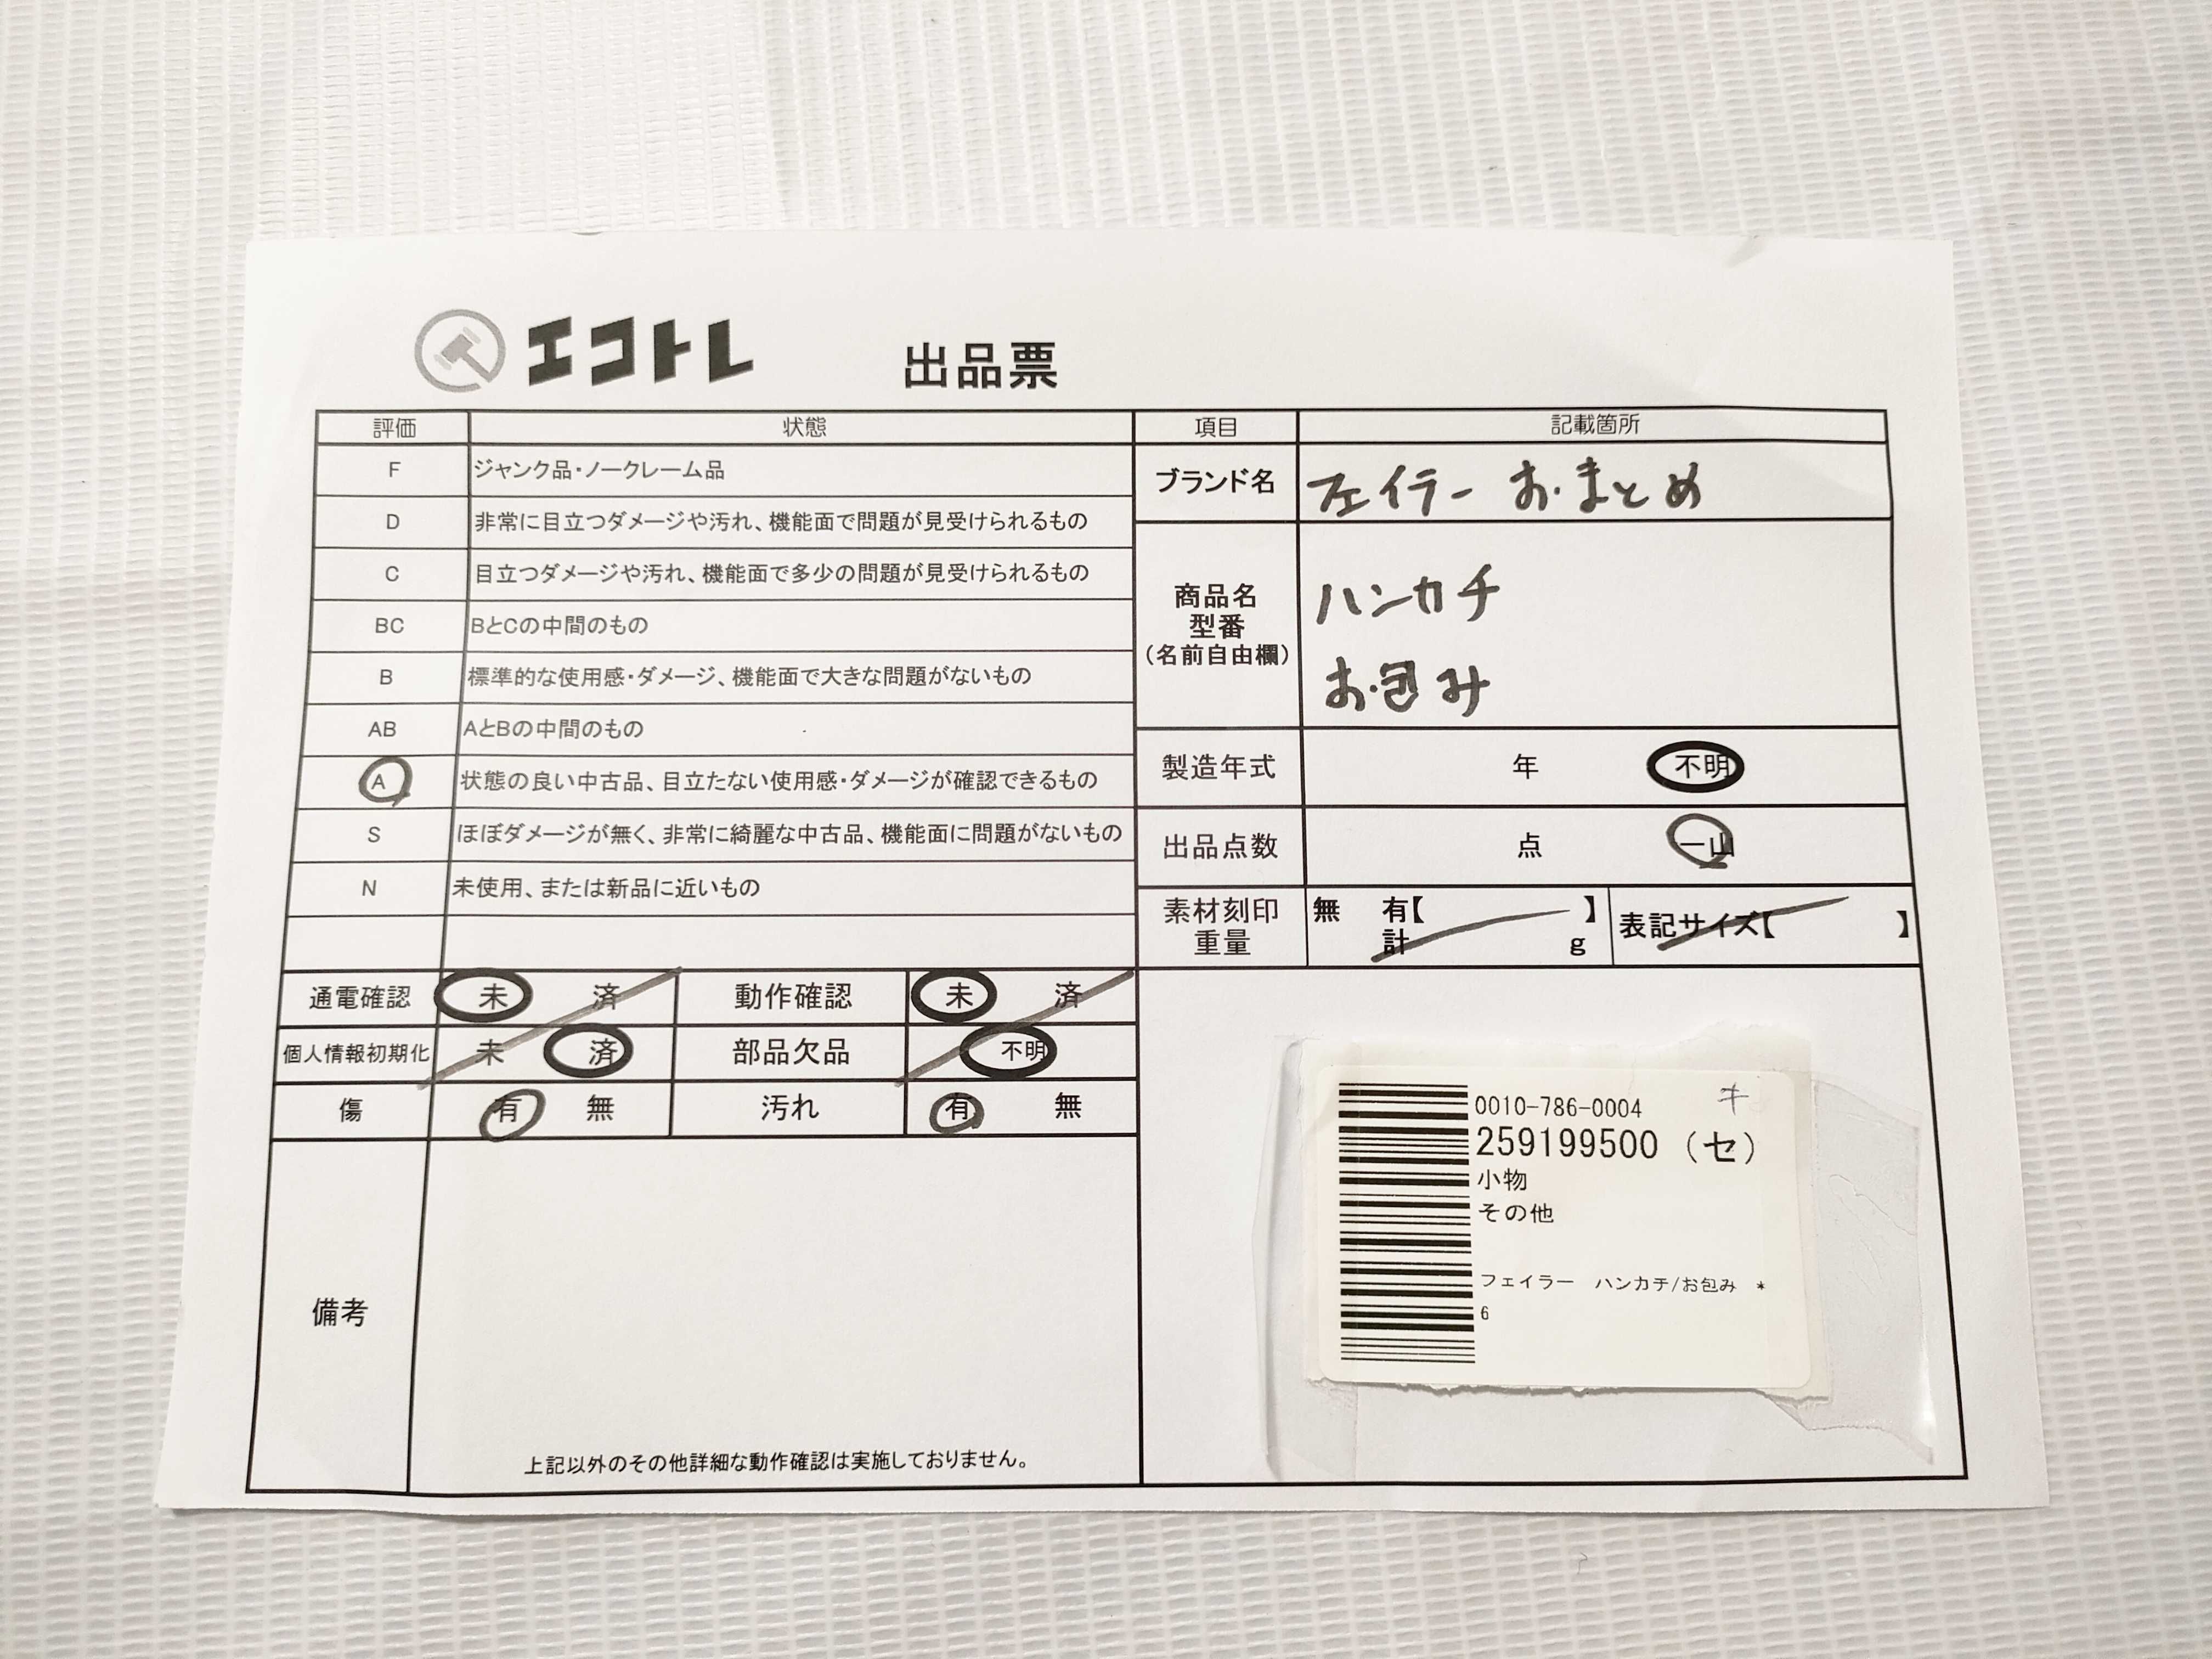 エコトレ 出品票
評価 状態
F ジャンク品・ノークレーム品
D 非常に目立つダメージや汚れ、機能面で問題が見受けられるもの
C 目立つダメージや汚れ、機能面で多少の問題が見受けられるもの
BC BとCの中間のもの
B 標準的な使用感・ダメージ、機能面で大きな問題がないもの
AB AとBの中間のもの
A 状態の良い中古品、目立たない使用感・ダメージが確認できるもの
S ほぼダメージが無く、非常に綺麗な中古品、機能面に問題がないもの
N 未使用、または新品に近いもの
通電確認 未 済 動作確認 未 済
個人情報初期化 未 済 部品欠品 不明
傷 有 無 汚れ 有 無
備考
上記以外のその他詳細な動作確認は実施しておりません。
項目 記載箇所
ブランド名 フェイラー おまとめ
商品名
型番
(名前自由欄)
ハンカチ
お包み
製造年式 年 不明
出品点数 点 一山
素材刻印 無 有【 】 表記サイズ【 】
重量 計 g
0010-786-0004
259199500 (セ)
小物
その他
フェイラー ハンカチ/お包み *
6